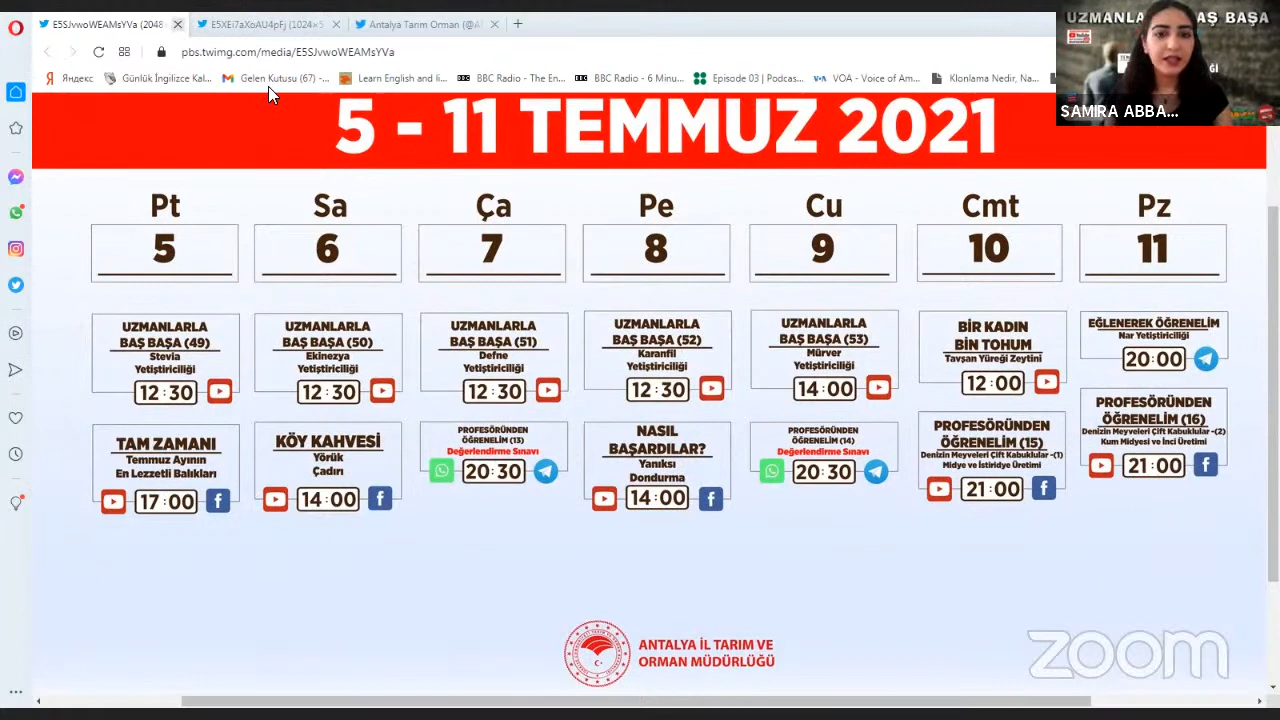 E5SJvwoWEAMsYVa (2048
E5XEi7aXoAU4pFj (1024×5
Antalya Tarım Orman (@A
pbs.twimg.com/media/E5SJvwoWEAMsYVa
Яндекс
Günlük İngilizce Kal...
Gelen Kutusu (67) -...
Learn English and li...
BBC Radio - The En...
BBC Radio - 6 Minu...
Episode 03 | Podcas...
VOA - Voice of Am...
Klonlama Nedir, Na...
SAMIRA ABBA...
5 - 11 TEMMUZ 2021
Pt
Sa
Ça
Pe
Cu
Cmt
Pz
5
6
7
8
9
10
11
UZMANLARLA
BAŞ BAŞA (49)
Stevia
Yetiştiriciliği
12:30
UZMANLARLA
BAŞ BAŞA (50)
Ekinezya
Yetiştiriciliği
12:30
UZMANLARLA
BAŞ BAŞA (51)
Defne
Yetiştiriciliği
12:30
UZMANLARLA
BAŞ BAŞA (52)
Karanfil
Yetiştiriciliği
12:30
UZMANLARLA
BAŞ BAŞA (53)
Mürver
Yetiştiriciliği
14:00
BİR KADIN
BİN TOHUM
Tavşan Yüreği Zeytini
12:00
EĞLENEREK ÖĞRENELİM
Nar Yetiştiriciliği
20:00
TAM ZAMANI
Temmuz Ayının
En Lezzetli Balıkları
17:00
KÖY KAHVESİ
Yörük
Çadırı
14:00
PROFESÖRÜNDEN
ÖĞRENELİM (13)
Değerlendirme Sınavı
20:30
NASIL
BAŞARDILAR?
Yanıksı
Dondurma
14:00
PROFESÖRÜNDEN
ÖĞRENELİM (14)
Değerlendirme Sınavı
20:30
PROFESÖRÜNDEN
ÖĞRENELİM (15)
Denizin Meyveleri Çift Kabuklular -(1)
Midye ve İstiridye Üretimi
21:00
PROFESÖRÜNDEN
ÖĞRENELİM (16)
Denizin Meyveleri Çift Kabuklular -(2)
Kum Midyesi ve İnci Üretimi
21:00
ANTALYA İL TARIM VE
ORMAN MÜDÜRLÜĞÜ
zoom